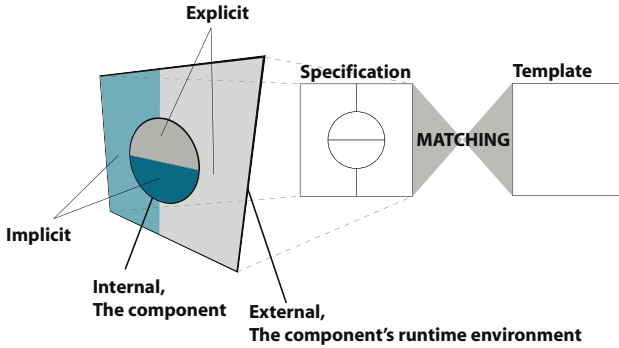 Explicit
Specification
Template
MATCHING
Implicit
Internal,
The component
External,
The component's runtime environment